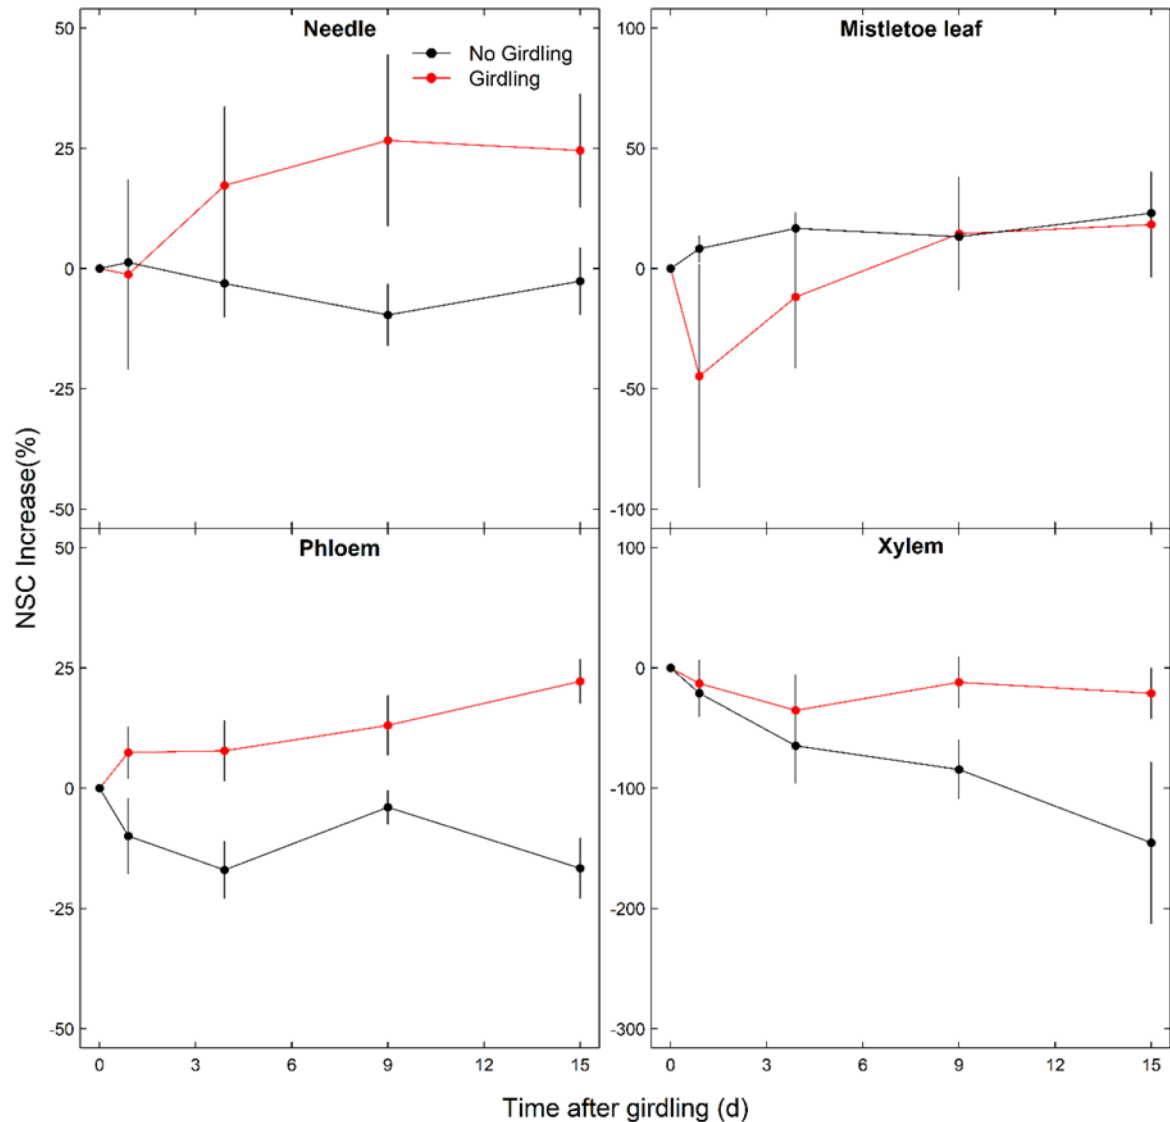 Needle
No Girdling
Girdling
50
25
0
-25
-50
Mistletoe leaf
100
50
0
-50
-100
NSC Increase(%)
Phloem
50
25
0
-25
-50
0 3 6 9 12 15
Xylem
100
0
-100
-200
-300
0 3 6 9 12 15
Time after girdling (d)